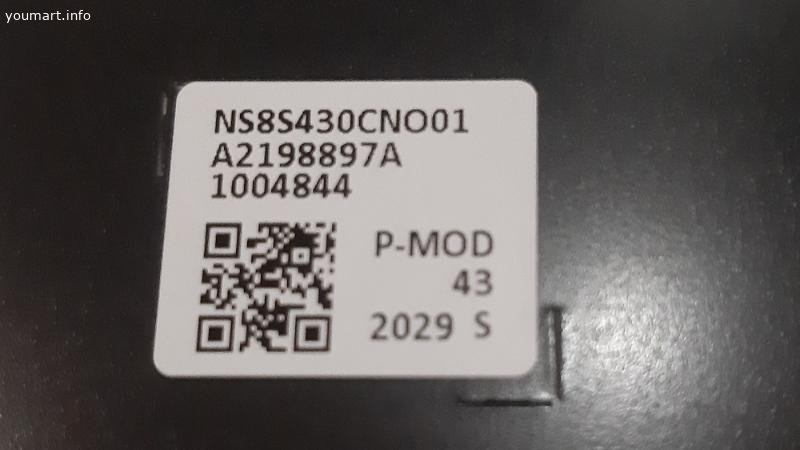 youmart.info
NS8S430CNO01
A2198897A
1004844
P-MOD
43
2029 S